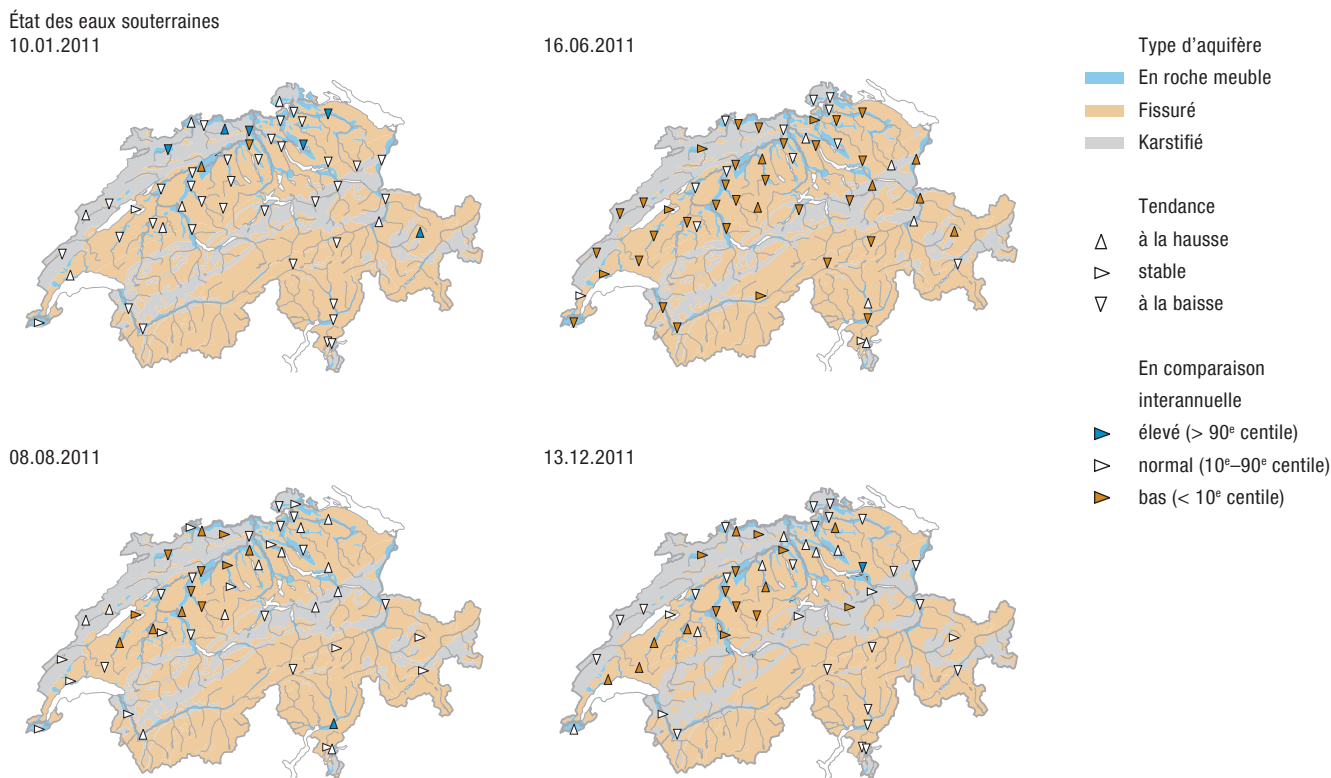 État des eaux souterraines
10.01.2011
16.06.2011
08.08.2011
13.12.2011
Type d’aquifère
En roche meuble
Fissuré
Karstifié
Tendance
à la hausse
stable
à la baisse
En comparaison
interannuelle
élevé (> 90e centile)
normal (10e–90e centile)
bas (< 10e centile)